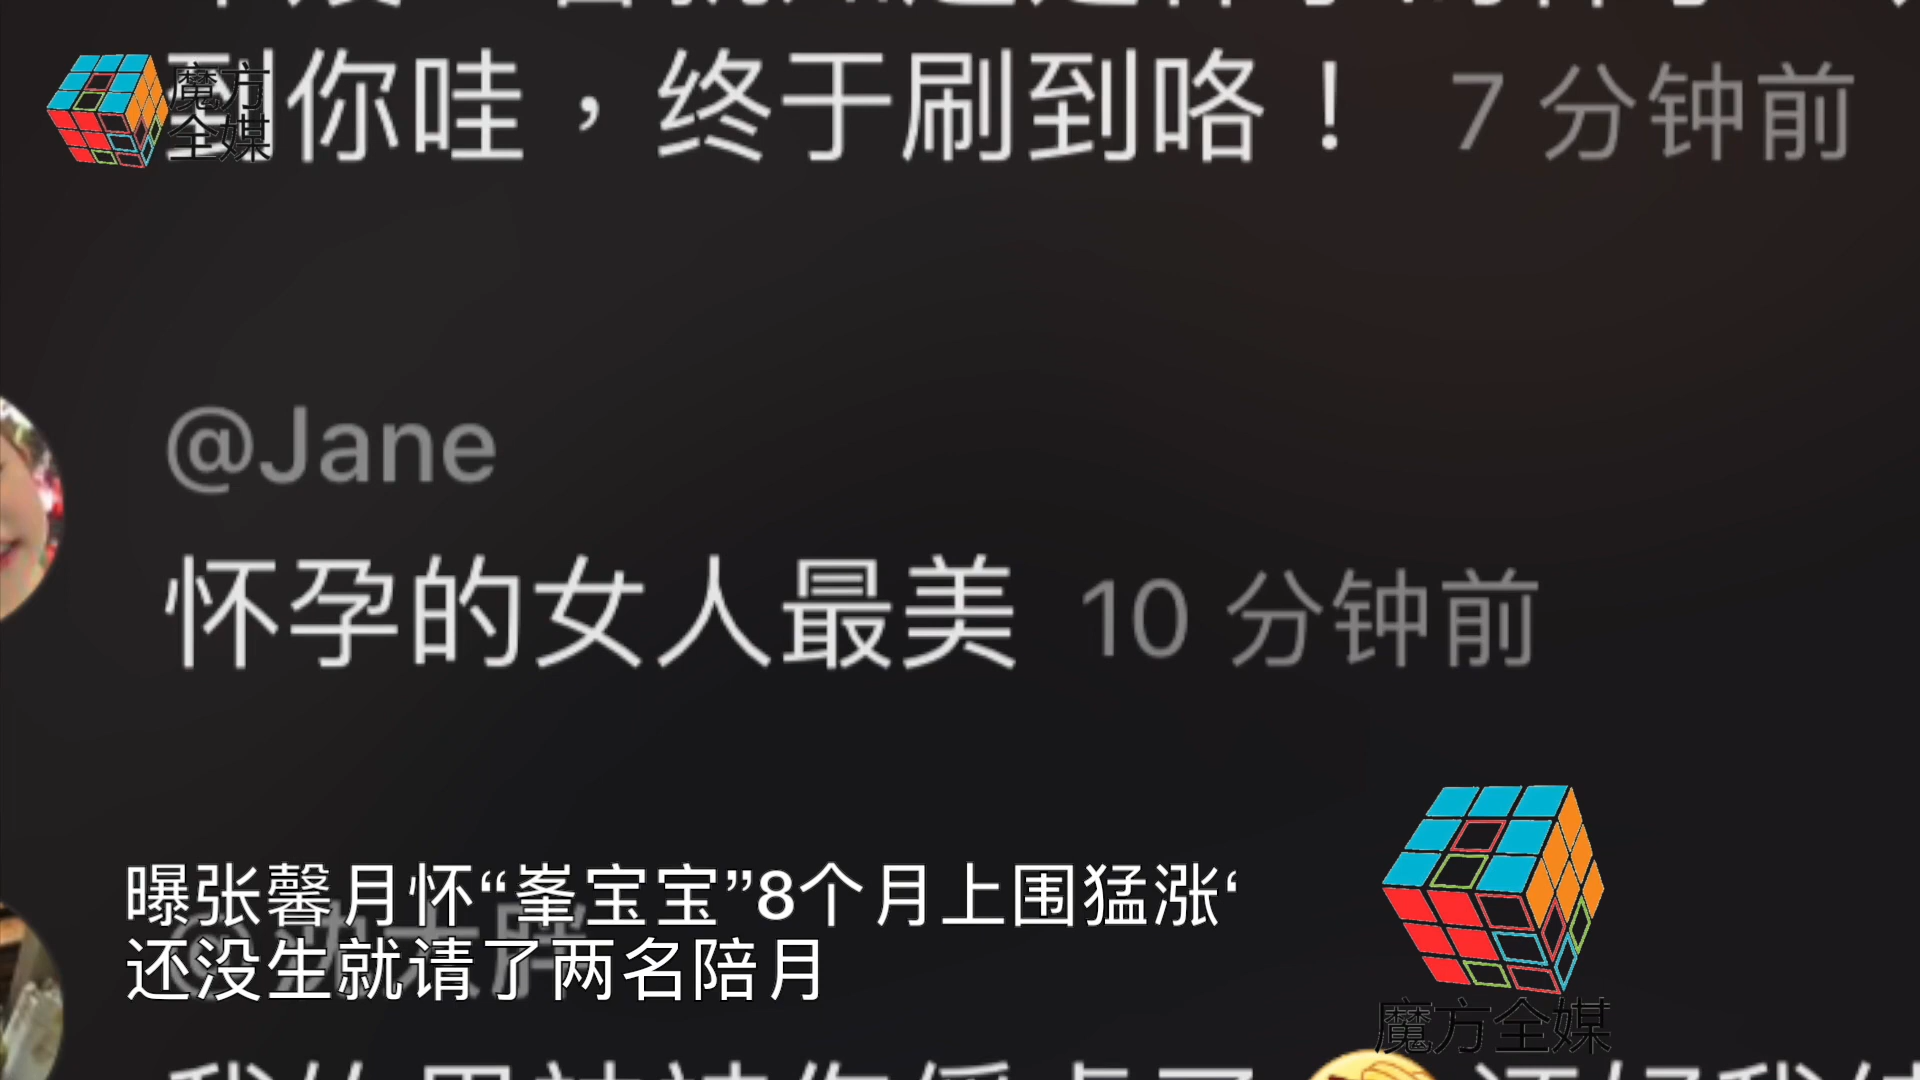 魔方
全媒
到你哇，终于刷到咯！ 7分钟前
@Jane
怀孕的女人最美 10分钟前
曝张馨月怀“峯宝宝”8个月上围猛涨‘
还没生就请了两名陪月
魔方全媒